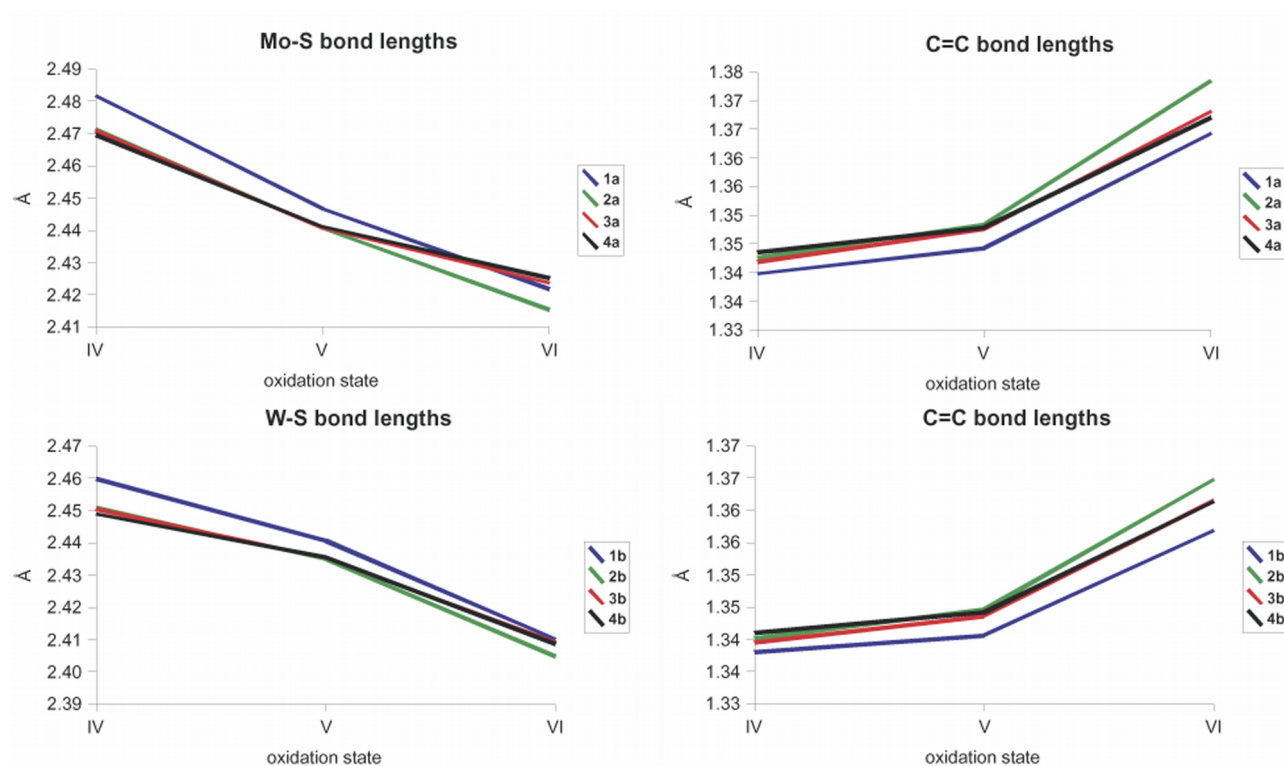 Mo-S bond lengths
2.49
2.48
2.47
2.46
2.45
2.44
2.43
2.42
2.41
Å
IV
V
VI
oxidation state
1a
2a
3a
4a
C=C bond lengths
1.38
1.37
1.37
1.36
1.36
1.35
1.35
1.34
1.34
1.33
Å
IV
V
VI
oxidation state
1a
2a
3a
4a
W-S bond lengths
2.47
2.46
2.45
2.44
2.43
2.42
2.41
2.40
2.39
Å
IV
V
VI
oxidation state
1b
2b
3b
4b
C=C bond lengths
1.37
1.37
1.36
1.36
1.35
1.35
1.34
1.34
1.33
Å
IV
V
VI
oxidation state
1b
2b
3b
4b